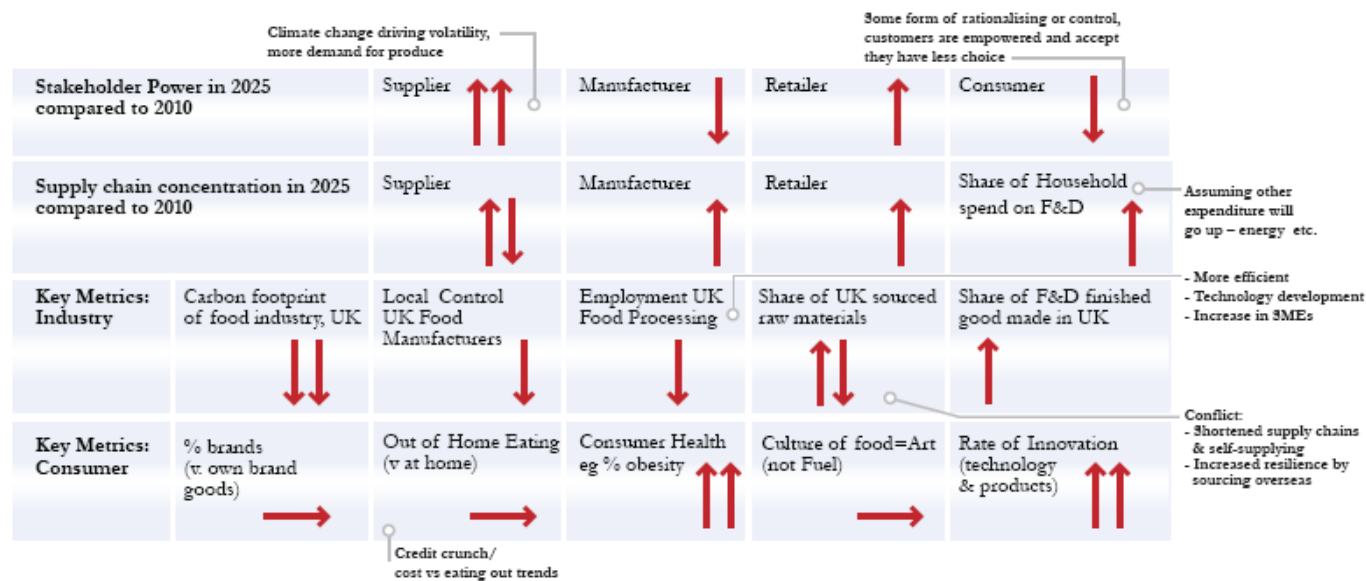 Climate change driving volatility,
more demand for produce
Some form of rationalising or control,
customers are empowered and accept
they have less choice
Stakeholder Power in 2025
compared to 2010
Supplier
Manufacturer
Retailer
Consumer
Supply chain concentration in 2025
compared to 2010
Supplier
Manufacturer
Retailer
Share of Household
spend on F&D
Assuming other
expenditure will
go up – energy etc.
Key Metrics:
Industry
Carbon footprint
of food industry, UK
Local Control
UK Food
Manufacturers
Employment UK
Food Processing
Share of UK sourced
raw materials
Share of F&D finished
good made in UK
- More efficient
- Technology development
- Increase in SMEs
Conflict:
- Shortened supply chains
& self-supplying
- Increased resilience by
sourcing overseas
Key Metrics:
Consumer
% brands
(v. own brand
goods)
Out of Home Eating
(v at home)
Consumer Health
eg % obesity
Culture of food=Art
(not Fuel)
Rate of Innovation
(technology
& products)
Credit crunch/
cost vs eating out trends